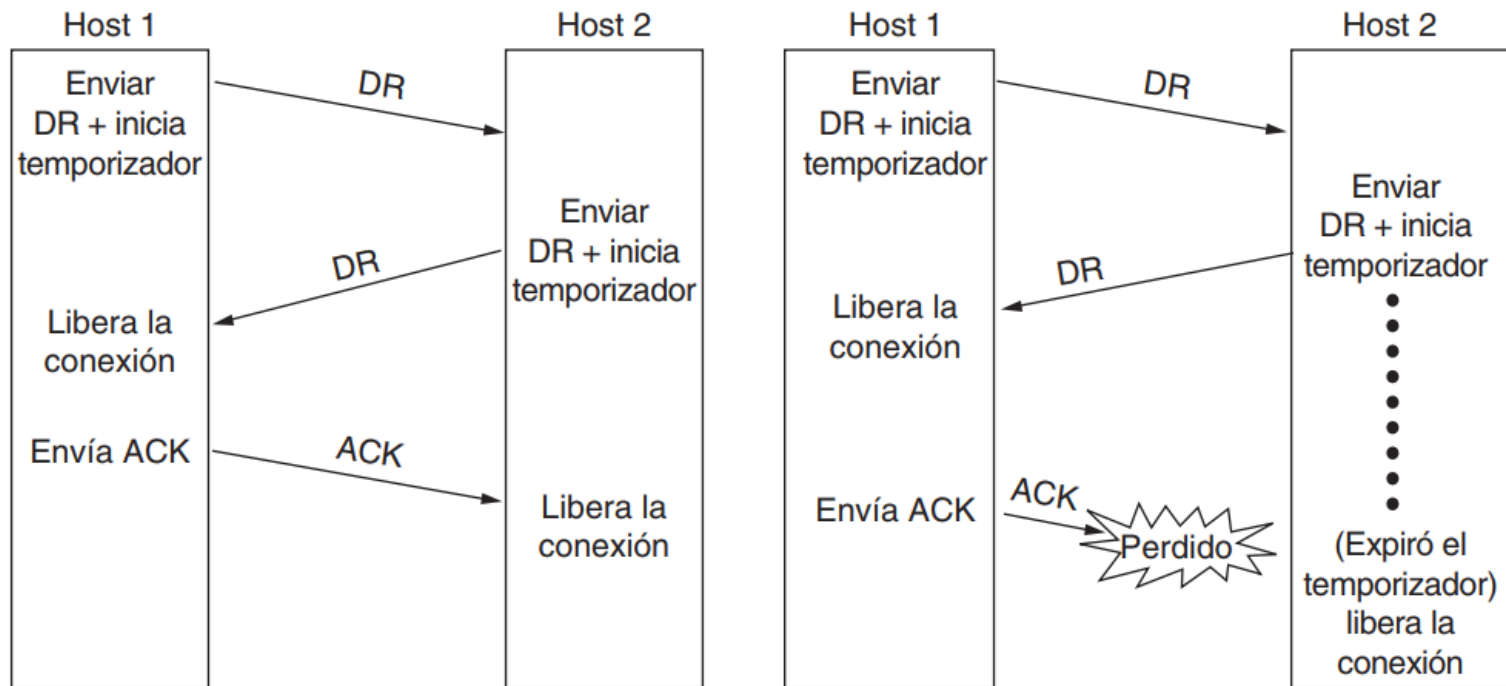 Host 1
Host 2
Enviar
DR + inicia
temporizador
DR
Enviar
DR + inicia
temporizador
DR
Libera la
conexión
Envía ACK
ACK
Libera la
conexión
Host 1
Host 2
Enviar
DR + inicia
temporizador
DR
Enviar
DR + inicia
temporizador
DR
Libera la
conexión
Envía ACK
ACK
Perdido
(Expiró el
temporizador)
libera la
conexión